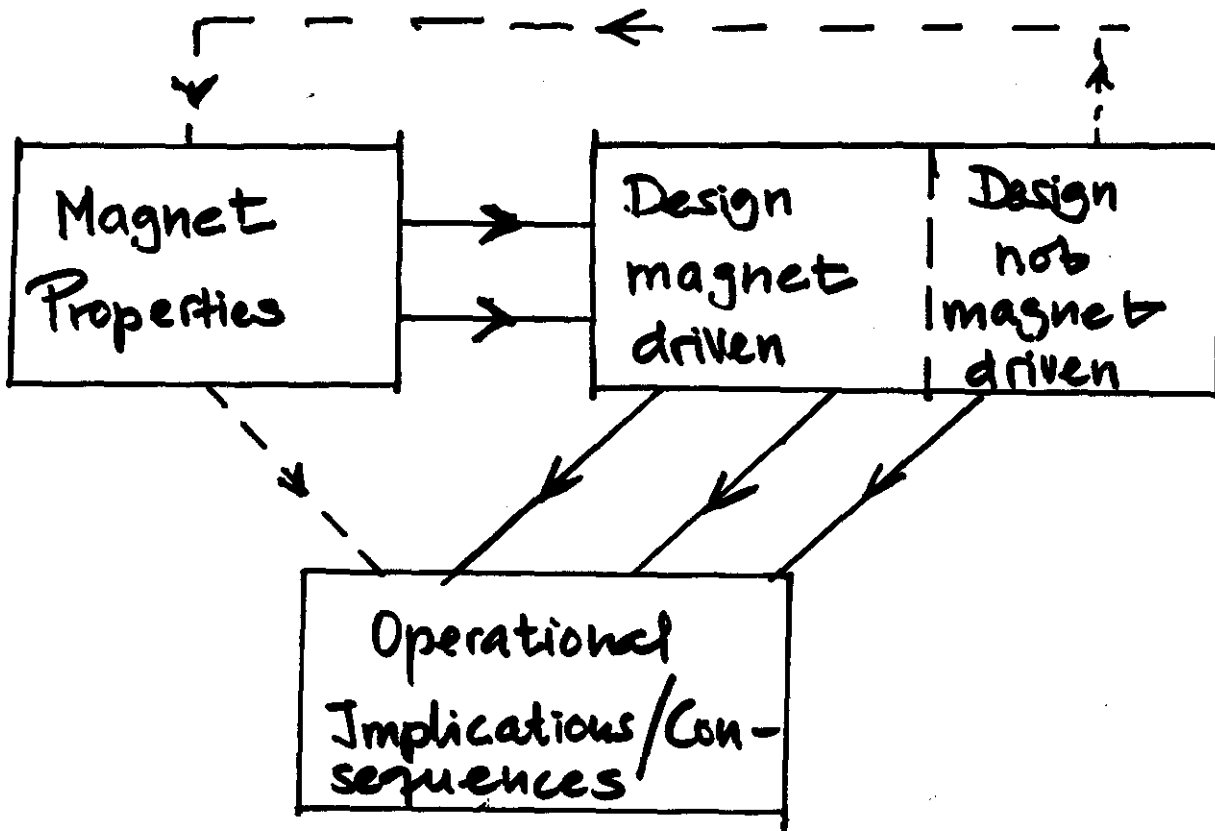 Magnet
Properties
Design
magnet
driven
Design
not
magnet
driven
Operational
Implications/Con-
sequences